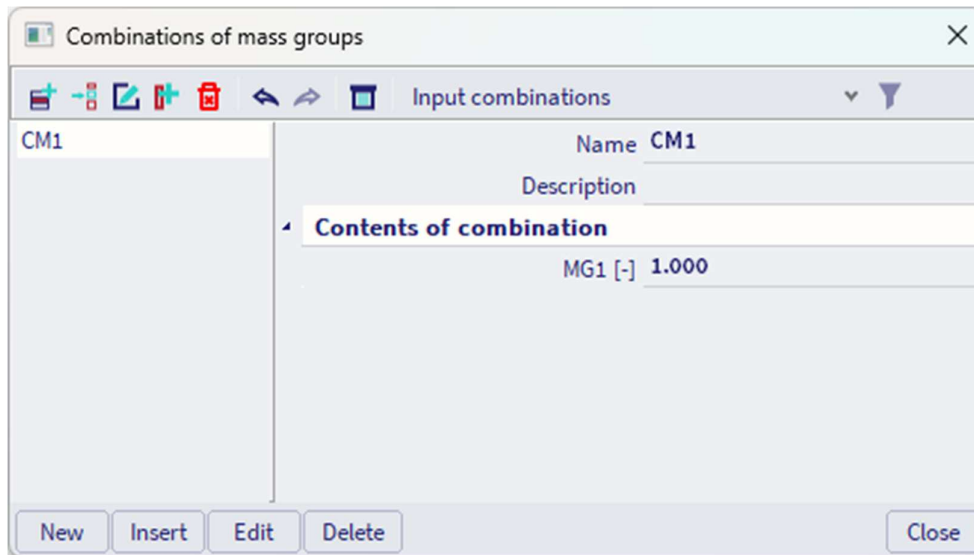 Combinations of mass groups
Input combinations
CM1
Name CM1
Description
Contents of combination
MG1 [-] 1.000
New Insert Edit Delete Close